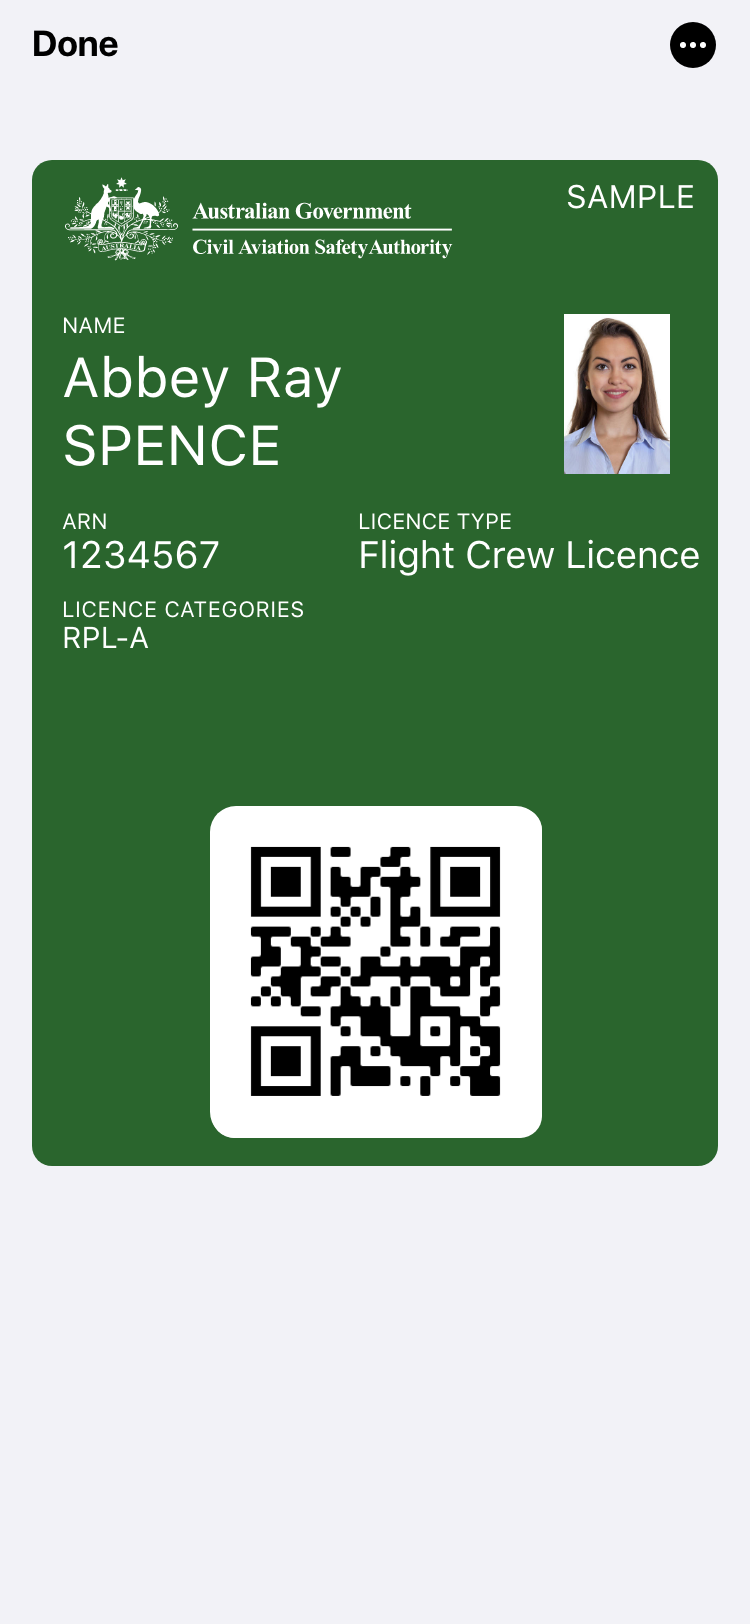 Done
SAMPLE
Australian Government
Civil Aviation Safety Authority
AUSTRALIA
NAME
Abbey Ray
SPENCE
ARN
1234567
LICENCE TYPE
Flight Crew Licence
LICENCE CATEGORIES
RPL-A